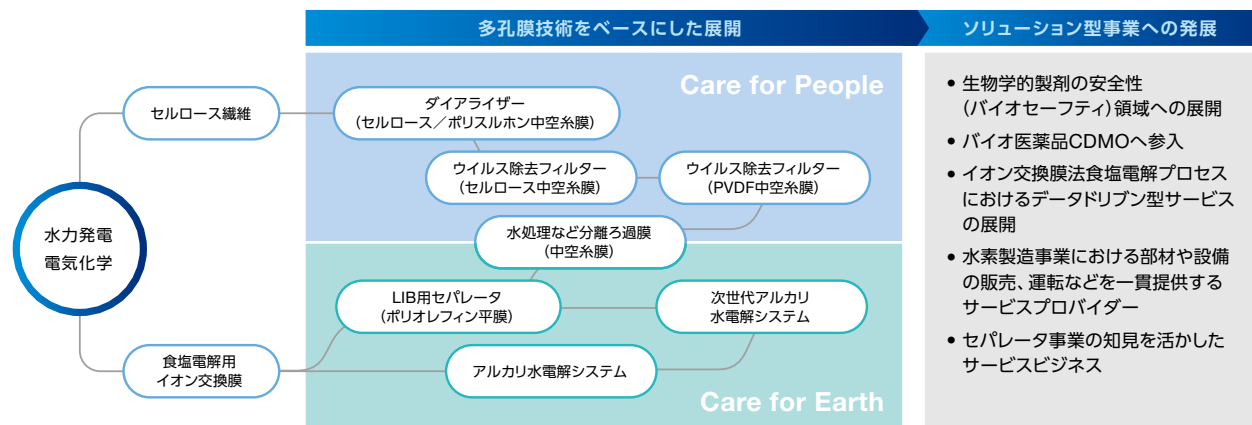 多孔膜技術をベースにした展開
ソリューション型事業への発展
Care for People
セルロース繊維
ダイアライザー
(セルロース／ポリスルホン中空糸膜)
ウイルス除去フィルター
(セルロース中空糸膜)
ウイルス除去フィルター
(PVDF中空糸膜)
水力発電
電気化学
水処理など分離ろ過膜
(中空糸膜)
LIB用セパレータ
(ポリオレフィン平膜)
次世代アルカリ
水電解システム
食塩電解用
イオン交換膜
アルカリ水電解システム
Care for Earth
• 生物学的製剤の安全性
(バイオセーフティ)領域への展開
• バイオ医薬品CDMOへ参入
• イオン交換膜法食塩電解プロセス
におけるデータドリブン型サービス
の展開
• 水素製造事業における部材や設備
の販売、運転などを一貫提供する
サービスプロバイダー
• セパレータ事業の知見を活かした
サービスビジネス